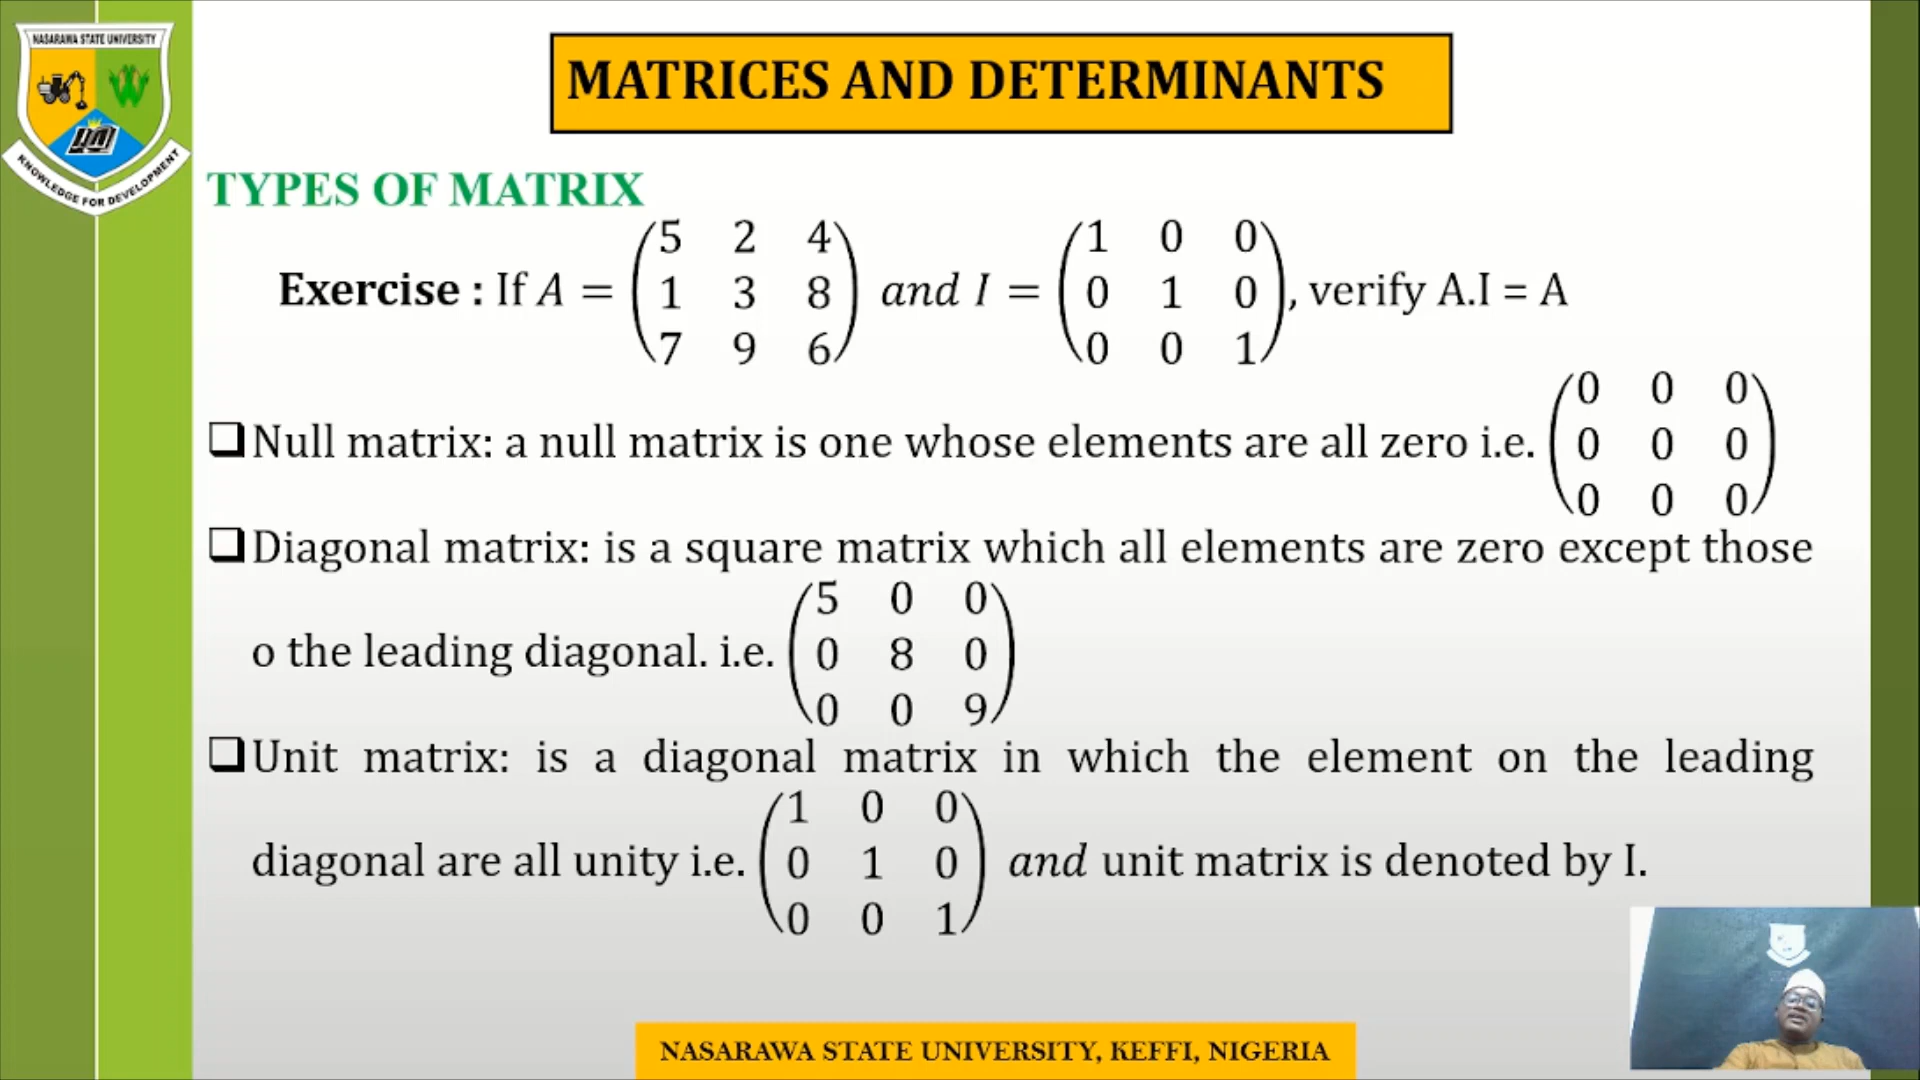 NASARAWA STATE UNIVERSITY
KNOWLEDGE FOR DEVELOPMENT
MATRICES AND DETERMINANTS
TYPES OF MATRIX
5 2 4 1 0 0
Exercise : If A = 1 3 8 and I = 0 1 0 , verify A.I = A
7 9 6 0 0 1
0 0 0
❑Null matrix: a null matrix is one whose elements are all zero i.e. 0 0 0
0 0 0
❑Diagonal matrix: is a square matrix which all elements are zero except those
5 0 0
o the leading diagonal. i.e. 0 8 0
0 0 9
❑Unit matrix: is a diagonal matrix in which the element on the leading
1 0 0
diagonal are all unity i.e. 0 1 0 and unit matrix is denoted by I.
0 0 1
NASARAWA STATE UNIVERSITY, KEFFI, NIGERIA